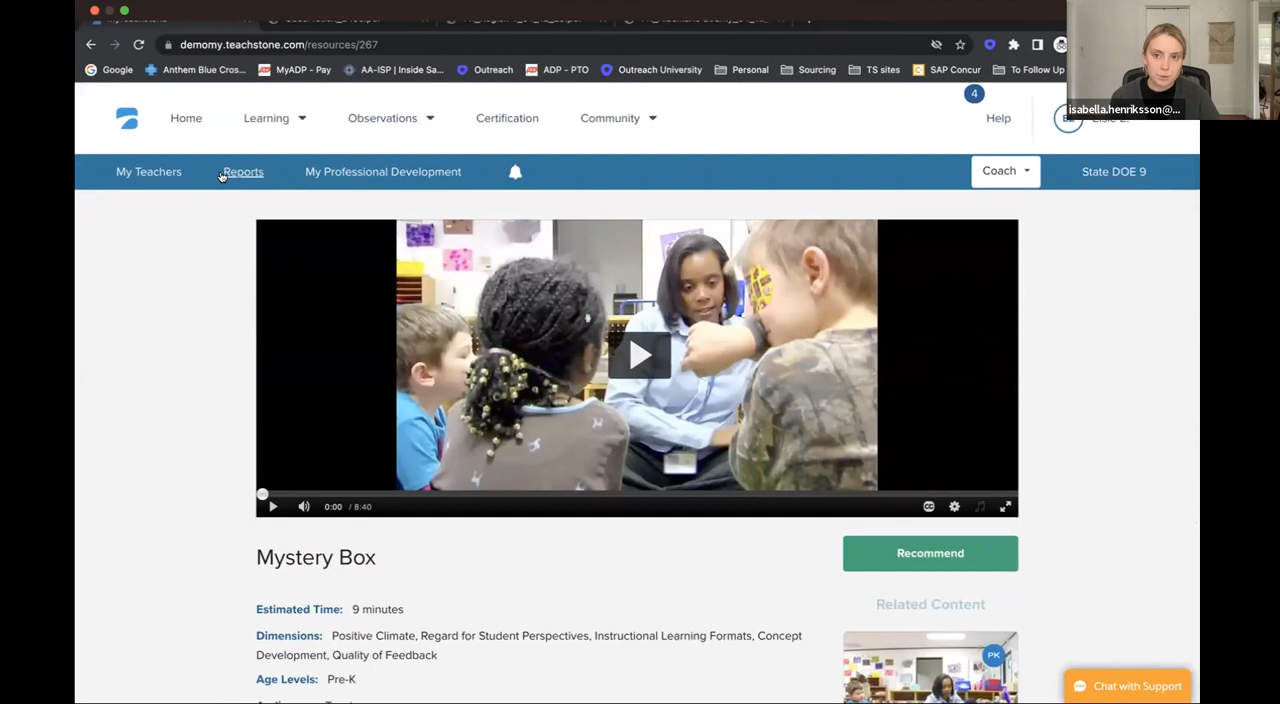 demomy.teachstone.com/resources/267
Google
Anthem Blue Cros...
MyADP - Pay
AA-ISP | Inside Sa...
Outreach
ADP - PTO
Outreach University
Personal
Sourcing
TS sites
SAP Concur
To Follow Up
isabella.henriksson@...
Home
Learning
Observations
Certification
Community
4
Help
My Teachers
Reports
My Professional Development
Coach
State DOE 9
0:00 / 8:40
CC
Mystery Box
Recommend
Estimated Time: 9 minutes
Related Content
Dimensions: Positive Climate, Regard for Student Perspectives, Instructional Learning Formats, Concept
Development, Quality of Feedback
PK
Age Levels: Pre-K
Chat with Support